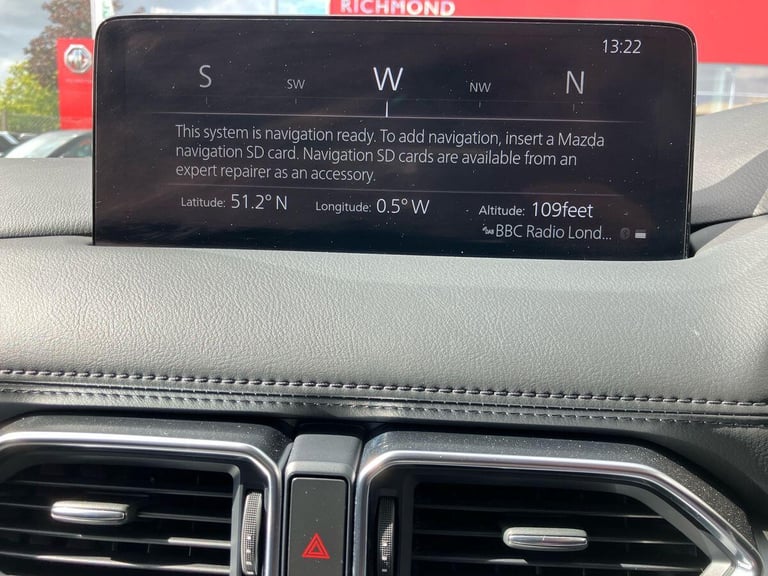 RICHMOND
13:22
S SW W NW N
This system is navigation ready. To add navigation, insert a Mazda
navigation SD card. Navigation SD cards are available from an
expert repairer as an accessory.
Latitude: 51.2° N Longitude: 0.5° W Altitude: 109feet
DAB BBC Radio Lond...